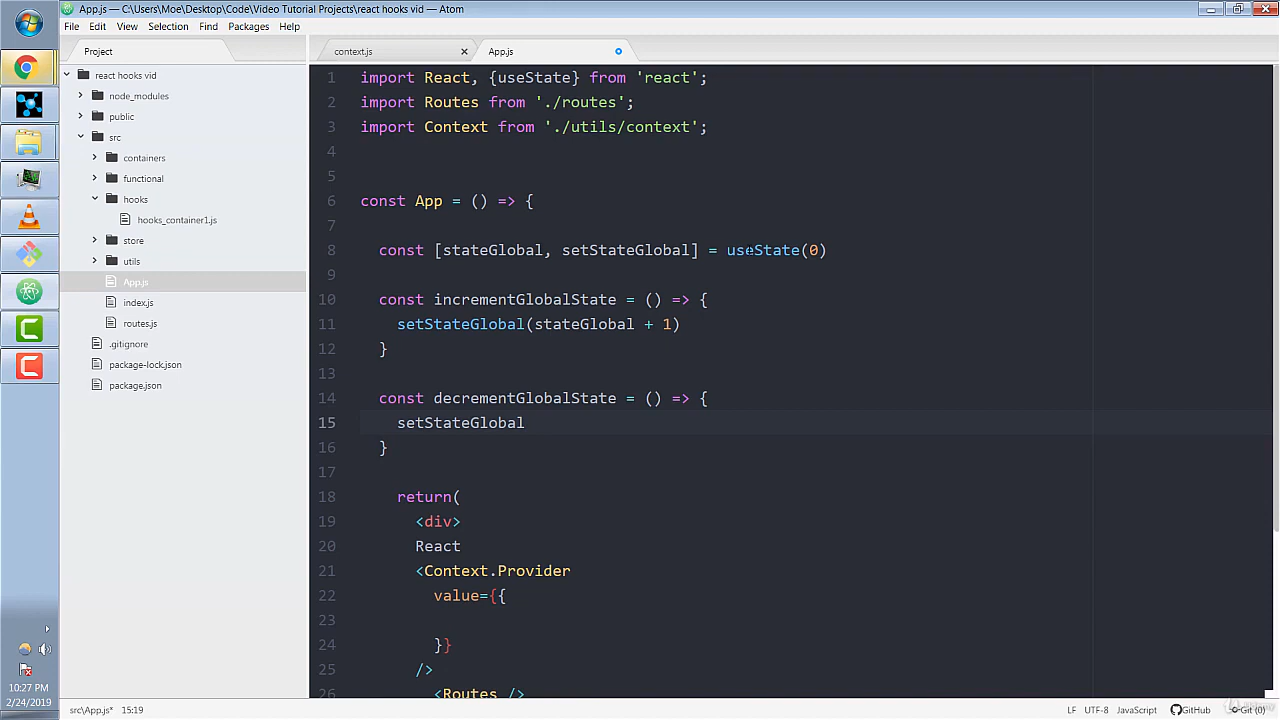 App.js — C:\Users\Moe\Desktop\Code\Video Tutorial Projects\react hooks vid — Atom
File Edit View Selection Find Packages Help
Project
context.js
App.js
react hooks vid
node_modules
public
src
containers
functional
hooks
hooks_container1.js
store
utils
App.js
index.js
routes.js
.gitignore
package-lock.json
package.json
1 import React, {useState} from 'react';
2 import Routes from './routes';
3 import Context from './utils/context';
4
5
6 const App = () => {
7
8 const [stateGlobal, setStateGlobal] = useState(0)
9
10 const incrementGlobalState = () => {
11 setStateGlobal(stateGlobal + 1)
12 }
13
14 const decrementGlobalState = () => {
15 setStateGlobal
16 }
17
18 return(
19 <div>
20 React
21 <Context.Provider
22 value={{
23
24 }}
25 />
26 <Routes />
10:27 PM
2/24/2019
src\App.js* 15:19
LF UTF-8 JavaScript GitHub Git (0)